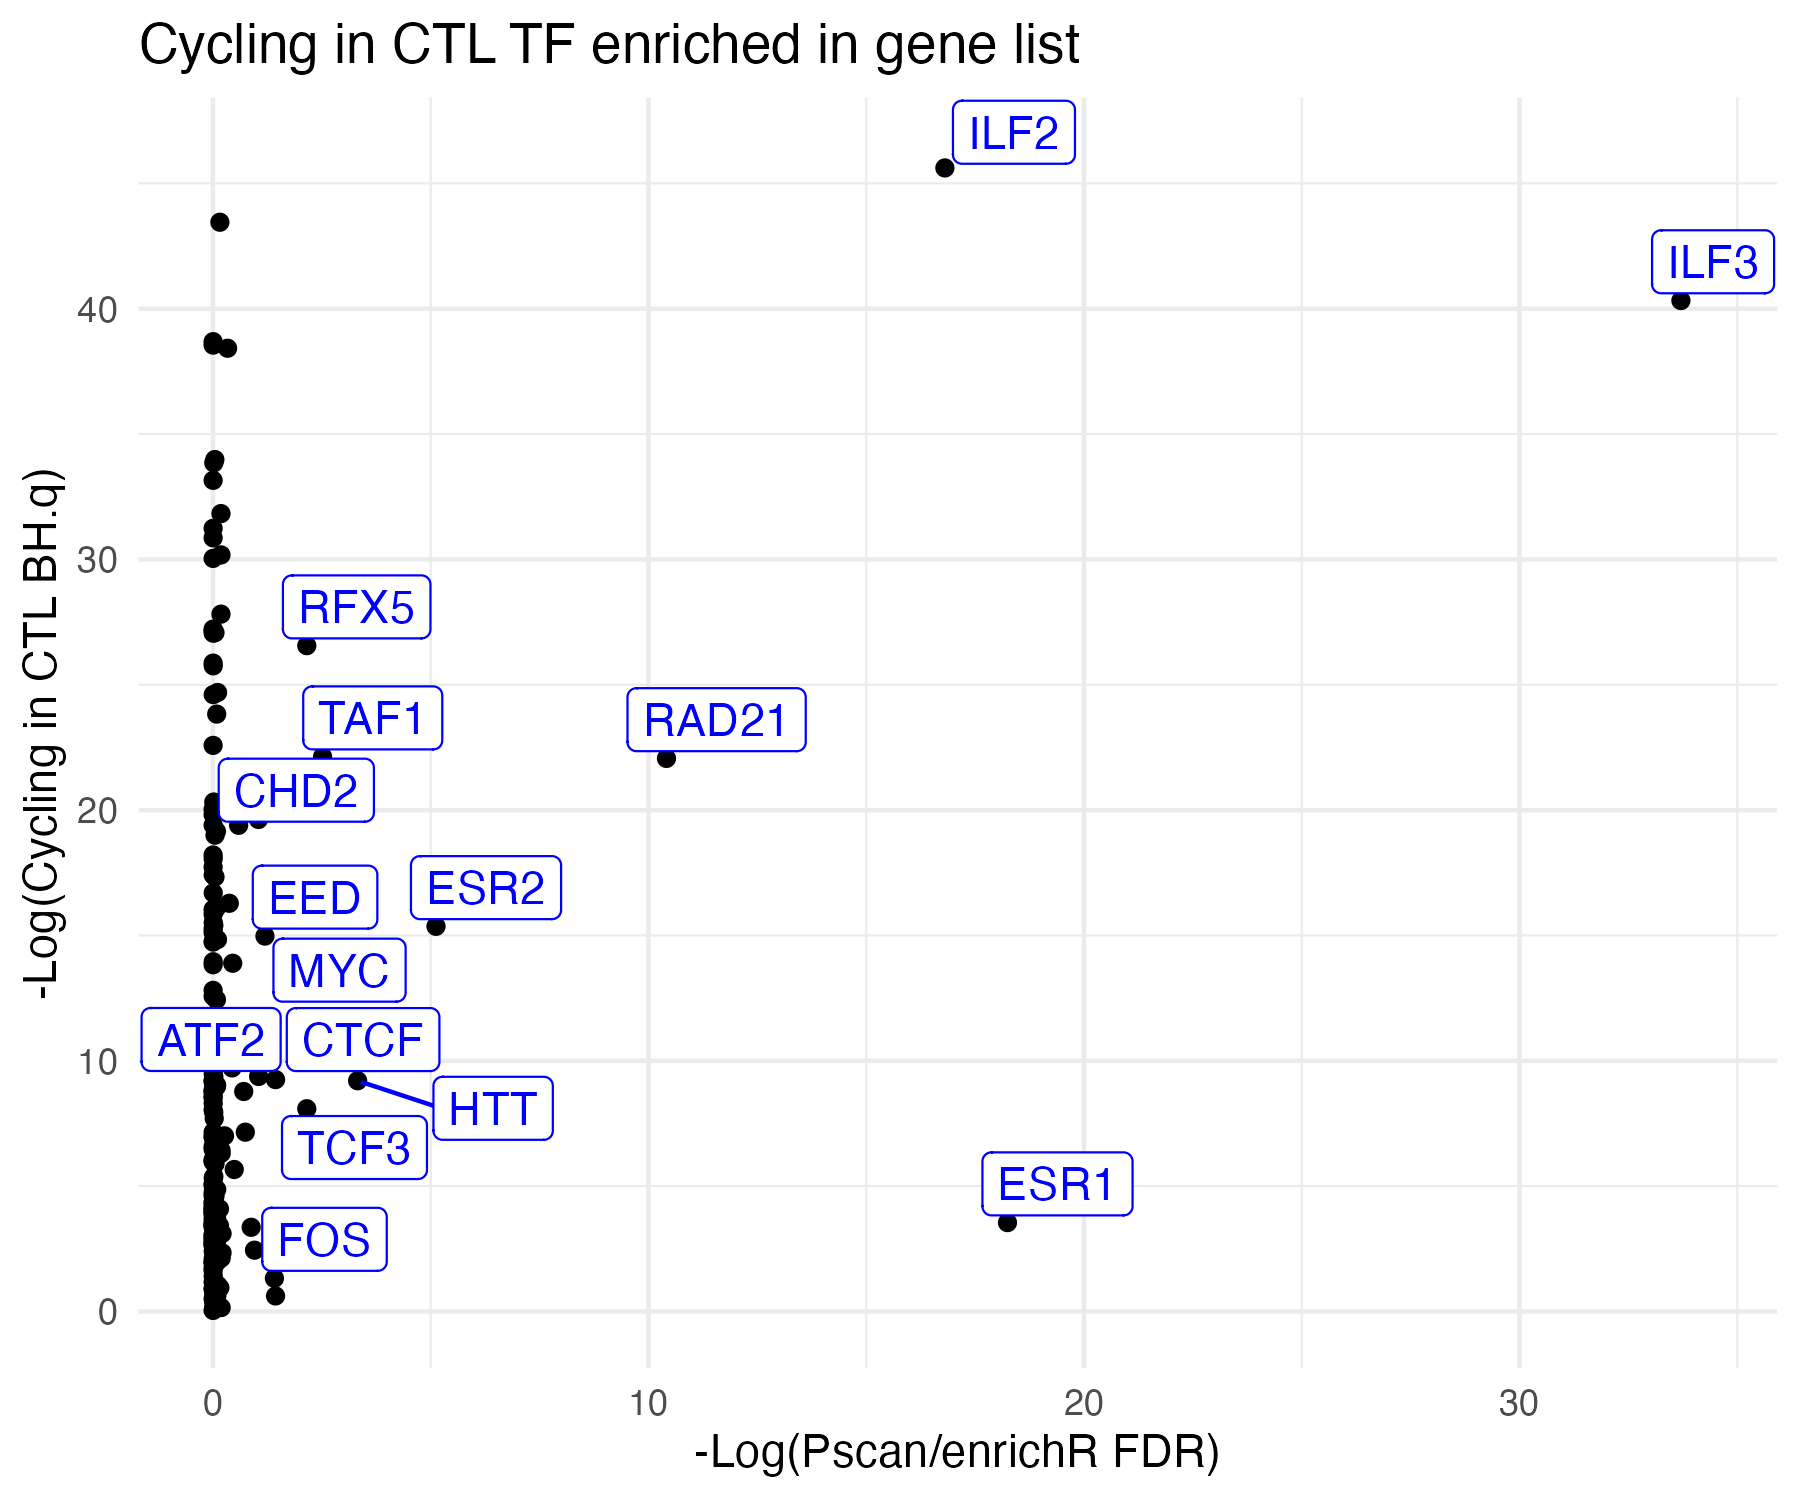 Cycling in CTL TF enriched in gene list
ILF2
ILF3
40
30
RFX5
TAF1
RAD21
CHD2
20
ESR2
EED
MYC
ATF2
CTCF
10
HTT
TCF3
ESR1
FOS
0
-Log(Cycling in CTL BH.q)
0
10
20
30
-Log(Pscan/enrichR FDR)